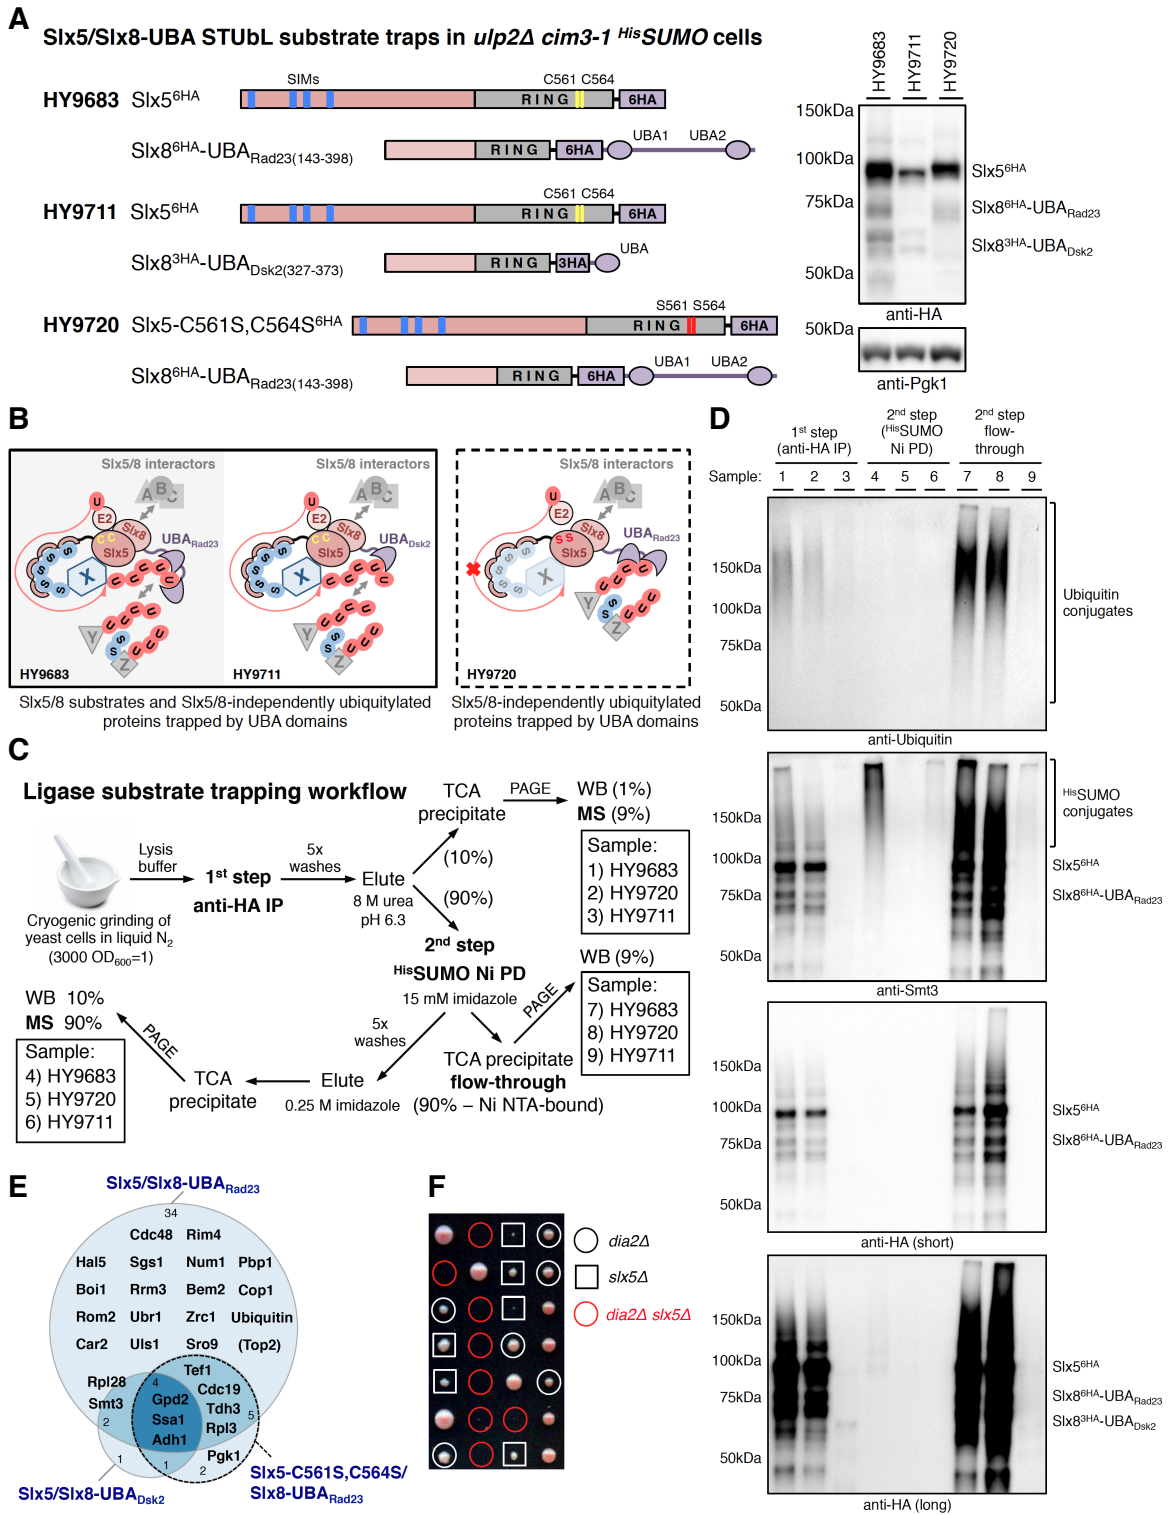 A
Slx5/Slx8-UBA STUbL substrate traps in ulp2Δ cim3-1 HisSUMO cells
SIMs
C561 C564
HY9683 Slx5 6HA
RING
6HA
Slx8 6HA-UBA Rad23(143-398)
RING
6HA
UBA1
UBA2
C561 C564
HY9711 Slx5 6HA
RING
6HA
Slx8 3HA-UBA Dsk2(327-373)
RING
3HA
UBA
S561 S564
HY9720 Slx5-C561S,C564S 6HA
RING
6HA
Slx8 6HA-UBA Rad23(143-398)
RING
6HA
UBA1
UBA2
HY9683
HY9711
HY9720
150kDa
100kDa
75kDa
50kDa
Slx5 6HA
Slx8 6HA-UBA Rad23
Slx8 3HA-UBA Dsk2
anti-HA
50kDa
anti-Pgk1
B
Slx5/8 interactors
A B C
U
E2
Slx8
C C
Slx5
UBA Rad23
S S S S S S
X
U U U U U
U U U U
Y
S S
U U U
Z
HY9683
Slx5/8 interactors
A B C
U
E2
Slx8
C C
Slx5
UBA Dsk2
S S S S S S
X
U U U U U
U U U U
Y
S S
U U U
Z
HY9711
Slx5/8 substrates and Slx5/8-independently ubiquitylated
proteins trapped by UBA domains
Slx5/8 interactors
A B C
U
E2
Slx8
S S
Slx5
UBA Rad23
S S S S S S
X
U U U U
Y
S S
U U U
Z
HY9720
Slx5/8-independently ubiquitylated
proteins trapped by UBA domains
C
Ligase substrate trapping workflow
Cryogenic grinding of
yeast cells in liquid N2
(3000 OD600=1)
Lysis
buffer
1st step
anti-HA IP
5x
washes
Elute
8 M urea
pH 6.3
(10%)
TCA
precipitate
PAGE
WB (1%)
MS (9%)
Sample:
1) HY9683
2) HY9720
3) HY9711
(90%)
2nd step
HisSUMO Ni PD
15 mM imidazole
PAGE
WB (9%)
Sample:
7) HY9683
8) HY9720
9) HY9711
TCA precipitate
flow-through
(90% – Ni NTA-bound)
5x
washes
Elute
0.25 M imidazole
TCA
precipitate
PAGE
WB 10%
MS 90%
Sample:
4) HY9683
5) HY9720
6) HY9711
D
1st step
(anti-HA IP)
2nd step
(HisSUMO
Ni PD)
2nd step
flow-
through
Sample: 1 2 3 4 5 6 7 8 9
150kDa
100kDa
75kDa
50kDa
Ubiquitin
conjugates
anti-Ubiquitin
150kDa
100kDa
75kDa
50kDa
HisSUMO
conjugates
Slx5 6HA
Slx8 6HA-UBA Rad23
anti-Smt3
150kDa
100kDa
75kDa
50kDa
Slx5 6HA
Slx8 6HA-UBA Rad23
anti-HA (short)
150kDa
100kDa
75kDa
50kDa
Slx5 6HA
Slx8 6HA-UBA Rad23
Slx8 3HA-UBA Dsk2
anti-HA (long)
E
Slx5/Slx8-UBA Rad23
34
Cdc48 Rim4
Hal5 Sgs1 Num1 Pbp1
Boi1 Rrm3 Bem2 Cop1
Rom2 Ubr1 Zrc1 Ubiquitin
Car2 Uls1 Sro9 (Top2)
Rpl28
Smt3
2
4
Gpd2
Ssa1
Adh1
Tef1
Cdc19
Tdh3
Rpl3
5
1
1
2
Pgk1
Slx5/Slx8-UBA Dsk2
Slx5-C561S,C564S/
Slx8-UBA Rad23
F
dia2Δ
slx5Δ
dia2Δ slx5Δ